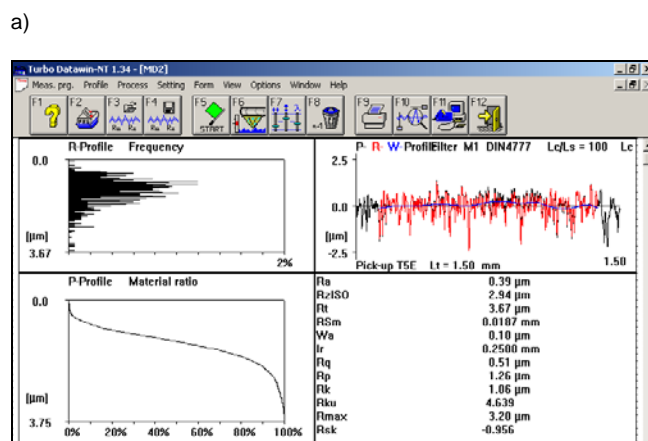 a)
Turbo Datawin-NT 1.34 - [MD2]
Meas. prg. Profile Process Setting Form View Options Window Help
F1 F2 F3 F4 F5 F6 F7 F8 F9 F10 F11 F12
START
R-Profile Frequency
0.0
[µm]
3.67
2%
P- R- W- Profil Filter M1 DIN4777 Lc/Ls = 100 Lc
2.5
0.0
[µm]
-2.5
Pick-up T5E Lt = 1.50 mm 1.50
P-Profile Material ratio
0.0
[µm]
3.75
0% 20% 40% 60% 80% 100%
Ra 0.39 µm
RzISO 2.94 µm
Rt 3.67 µm
RSm 0.0187 mm
Wa 0.10 µm
lr 0.2500 mm
Rq 0.51 µm
Rp 1.26 µm
Rk 1.06 µm
Rku 4.639
Rmax 3.20 µm
Rsk -0.956